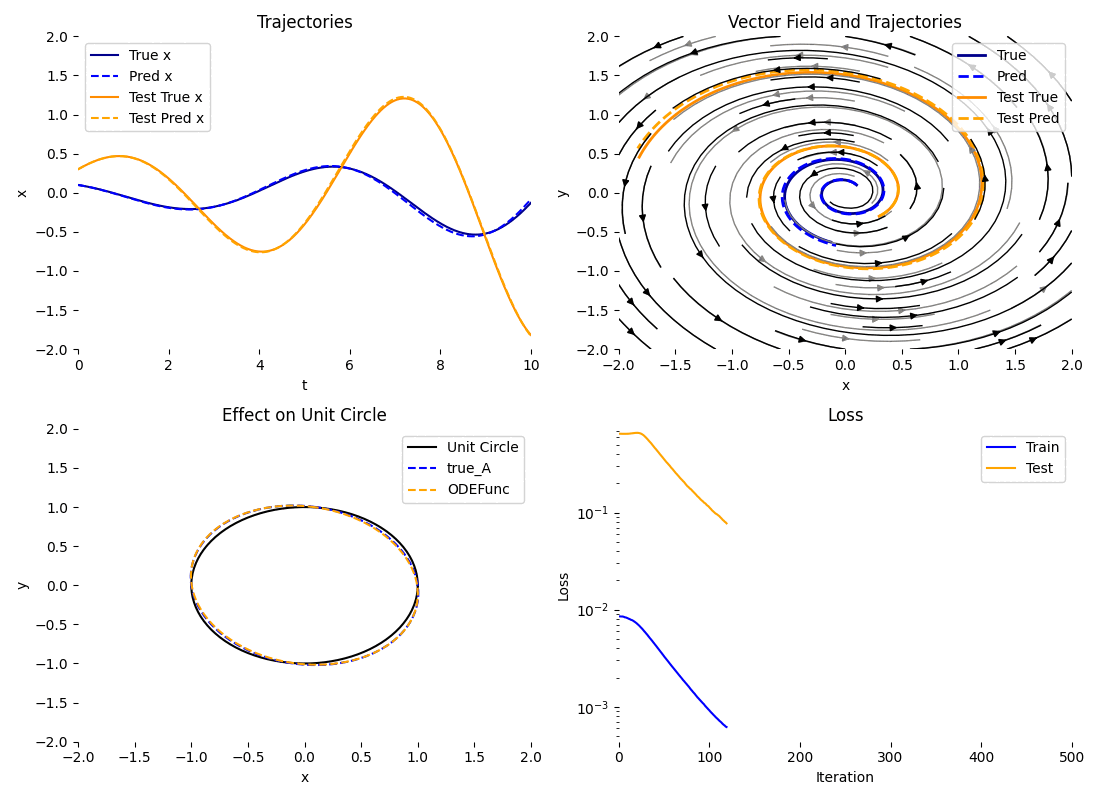 Trajectories
2.0
1.5
1.0
0.5
0.0
−0.5
−1.0
−1.5
−2.0
x
True x
Pred x
Test True x
Test Pred x
0 2 4 6 8 10
t
Vector Field and Trajectories
2.0
1.5
1.0
0.5
0.0
−0.5
−1.0
−1.5
−2.0
y
True
Pred
Test True
Test Pred
−2.0 −1.5 −1.0 −0.5 0.0 0.5 1.0 1.5 2.0
x
Effect on Unit Circle
2.0
1.5
1.0
0.5
0.0
−0.5
−1.0
−1.5
−2.0
y
Unit Circle
true_A
ODEFunc
−2.0 −1.5 −1.0 −0.5 0.0 0.5 1.0 1.5 2.0
x
Loss
10⁻¹
10⁻²
10⁻³
Loss
Train
Test
0 100 200 300 400 500
Iteration